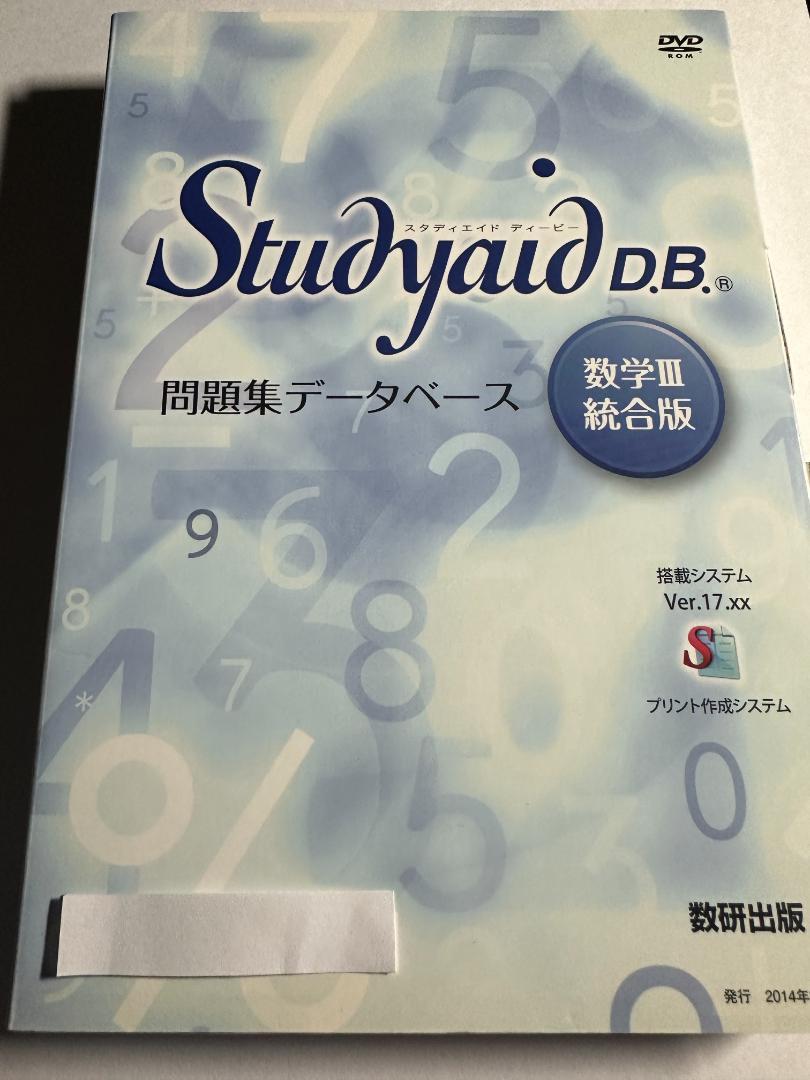 DVD
ROM
Studyaid D.B.®
スタディエイド ディービー
問題集データベース
数学Ⅲ
統合版
搭載システム
Ver.17.xx
S
プリント作成システム
数研出版
発行 2014年